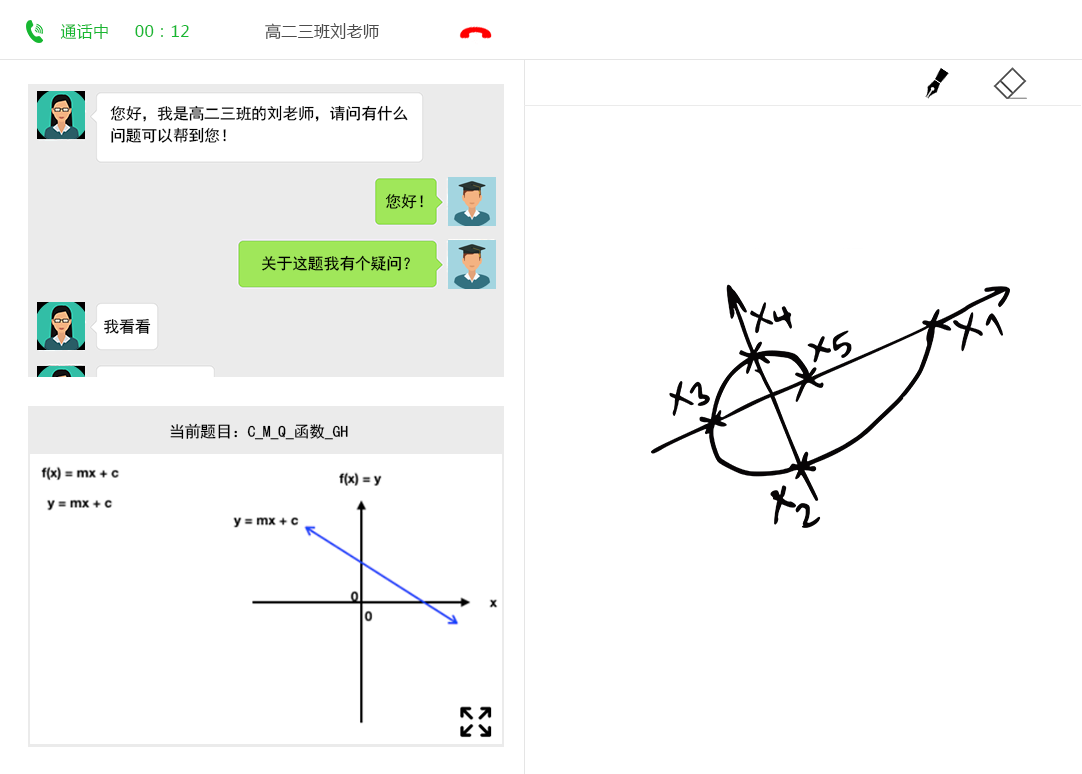 通话中 00：12 高二三班刘老师
您好，我是高二三班的刘老师，请问有什么
问题可以帮到您！
您好！
关于这题我有个疑问？
我看看
当前题目：C_M_Q_函数_GH
f(x) = mx + c
y = mx + c
f(x) = y
y = mx + c
0
0
x
x4
x5
x1
x3
x2